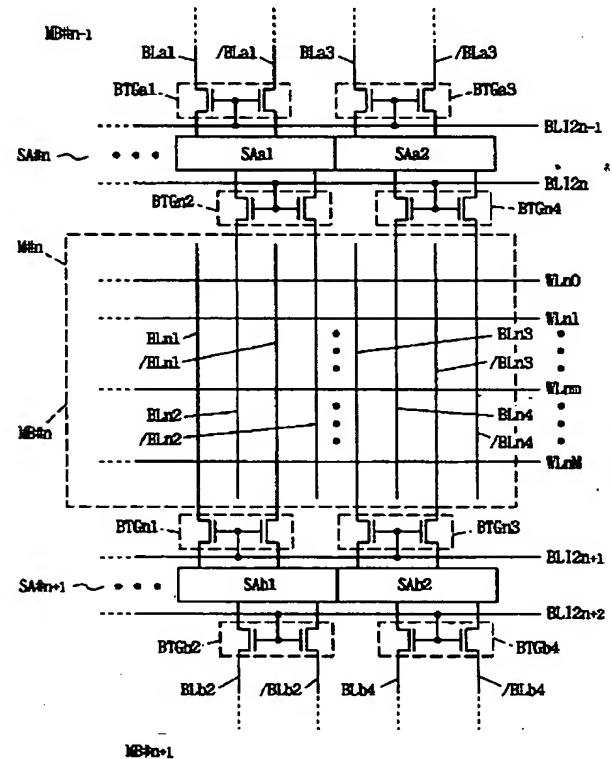 MB#n-1
BLa1 /BLa1 BLa3 /BLa3
BTGa1 BTGa3
BLI2n-1
SA#n SAa1 SAa2
BLI2n
BTGn2 BTGn4
M#n
WLn0
WLn1
BLn1 BLn3
/BLn1 /BLn3
WLnm
MB#n
BLn2 BLn4
/BLn2 /BLn4
WLnM
BTGn1 BTGn3
BLI2n+1
SA#n+1 SAb1 SAb2
BLI2n+2
BTGb2 BTGb4
BLb2 /BLb2 BLb4 /BLb4
MB#n+1